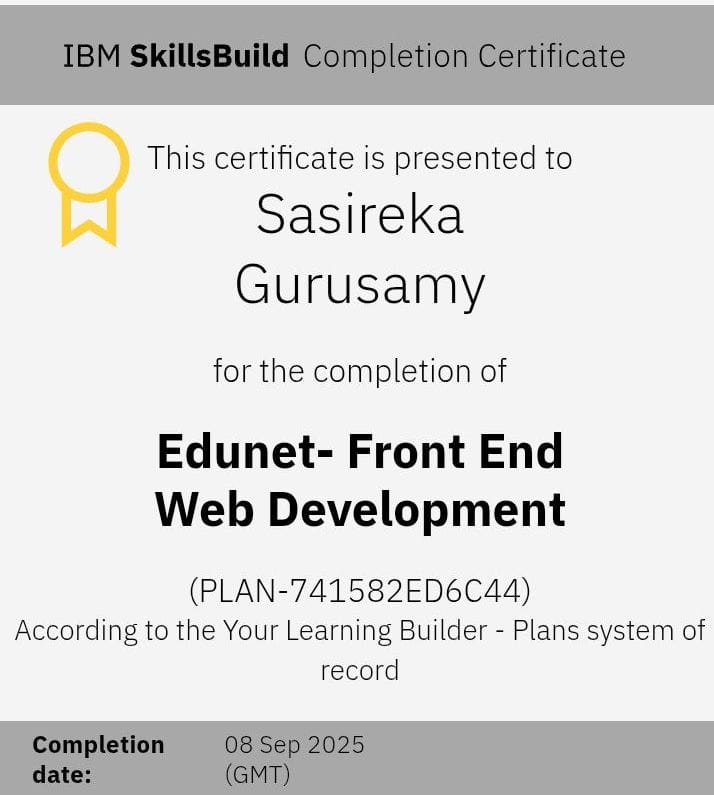 IBM SkillsBuild Completion Certificate
This certificate is presented to
Sasireka
Gurusamy
for the completion of
Edunet- Front End
Web Development
(PLAN-741582ED6C44)
According to the Your Learning Builder - Plans system of
record
Completion date: 08 Sep 2025 (GMT)